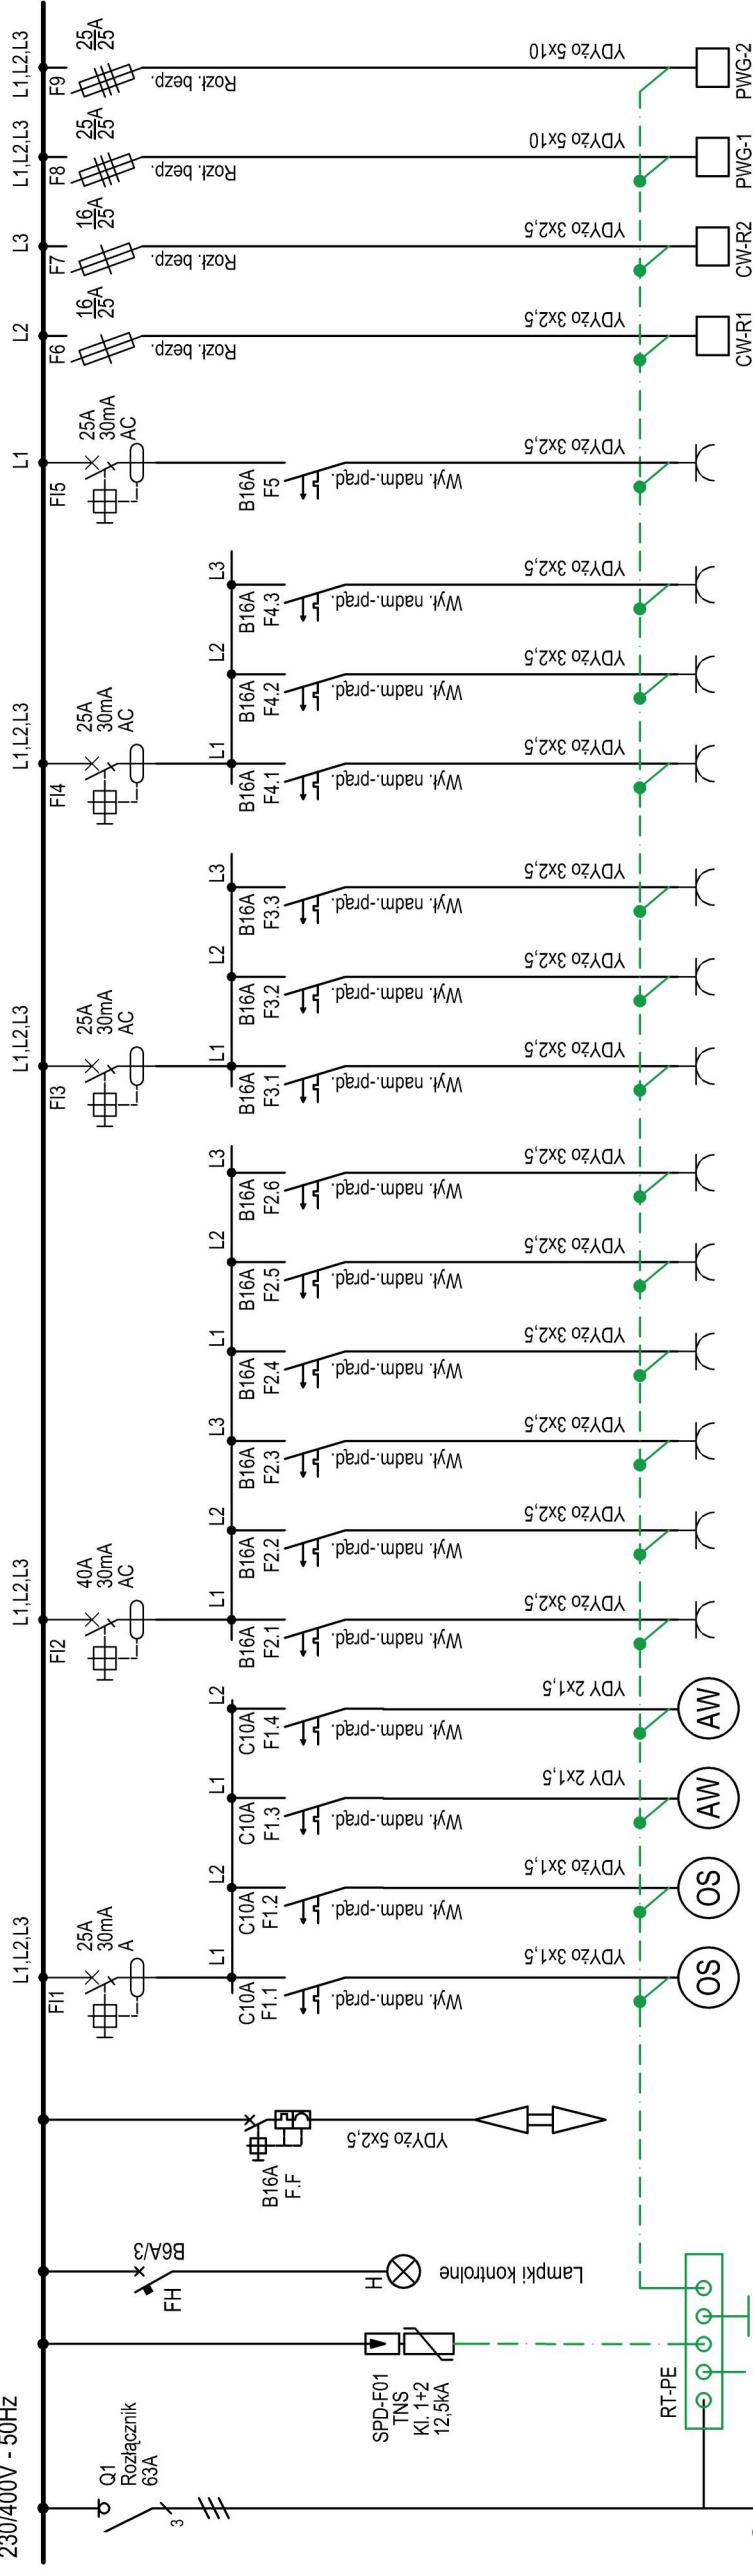 230/400V - 50Hz
Q1
Rozłącznik
63A
3
SPD-F01
TNS
Kl. 1+2
12,5kA
RT-PE
FH
B6A/3
H
Lampki kontrolne
B16A
F.F
YDYżo 5x2,5
L1,L2,L3
FI1
25A
30mA
A
L1
C10A
F1.1
Wył. nadm.-prąd.
YDYżo 3x1,5
OS
L2
C10A
F1.2
Wył. nadm.-prąd.
YDYżo 3x1,5
OS
L1
C10A
F1.3
Wył. nadm.-prąd.
YDY 2x1,5
AW
L2
C10A
F1.4
Wył. nadm.-prąd.
YDY 2x1,5
AW
L1,L2,L3
FI2
40A
30mA
AC
L1
B16A
F2.1
Wył. nadm.-prąd.
YDYżo 3x2,5
L2
B16A
F2.2
Wył. nadm.-prąd.
YDYżo 3x2,5
L3
B16A
F2.3
Wył. nadm.-prąd.
YDYżo 3x2,5
L1
B16A
F2.4
Wył. nadm.-prąd.
YDYżo 3x2,5
L2
B16A
F2.5
Wył. nadm.-prąd.
YDYżo 3x2,5
L3
B16A
F2.6
Wył. nadm.-prąd.
YDYżo 3x2,5
L1,L2,L3
FI3
25A
30mA
AC
L1
B16A
F3.1
Wył. nadm.-prąd.
YDYżo 3x2,5
L2
B16A
F3.2
Wył. nadm.-prąd.
YDYżo 3x2,5
L3
B16A
F3.3
Wył. nadm.-prąd.
YDYżo 3x2,5
L1,L2,L3
FI4
25A
30mA
AC
L1
B16A
F4.1
Wył. nadm.-prąd.
YDYżo 3x2,5
L2
B16A
F4.2
Wył. nadm.-prąd.
YDYżo 3x2,5
L3
B16A
F4.3
Wył. nadm.-prąd.
YDYżo 3x2,5
L1
FI5
25A
30mA
AC
B16A
F5
Wył. nadm.-prąd.
YDYżo 3x2,5
L2
F6
16
25
A
Rozł. bezp.
YDYżo 3x2,5
CW-R1
L3
F7
16
25
A
Rozł. bezp.
YDYżo 3x2,5
CW-R2
L1,L2,L3
F8
25
25
A
Rozł. bezp.
YDYżo 5x10
PWG-1
L1,L2,L3
F9
25
25
A
Rozł. bezp.
YDYżo 5x10
PWG-2